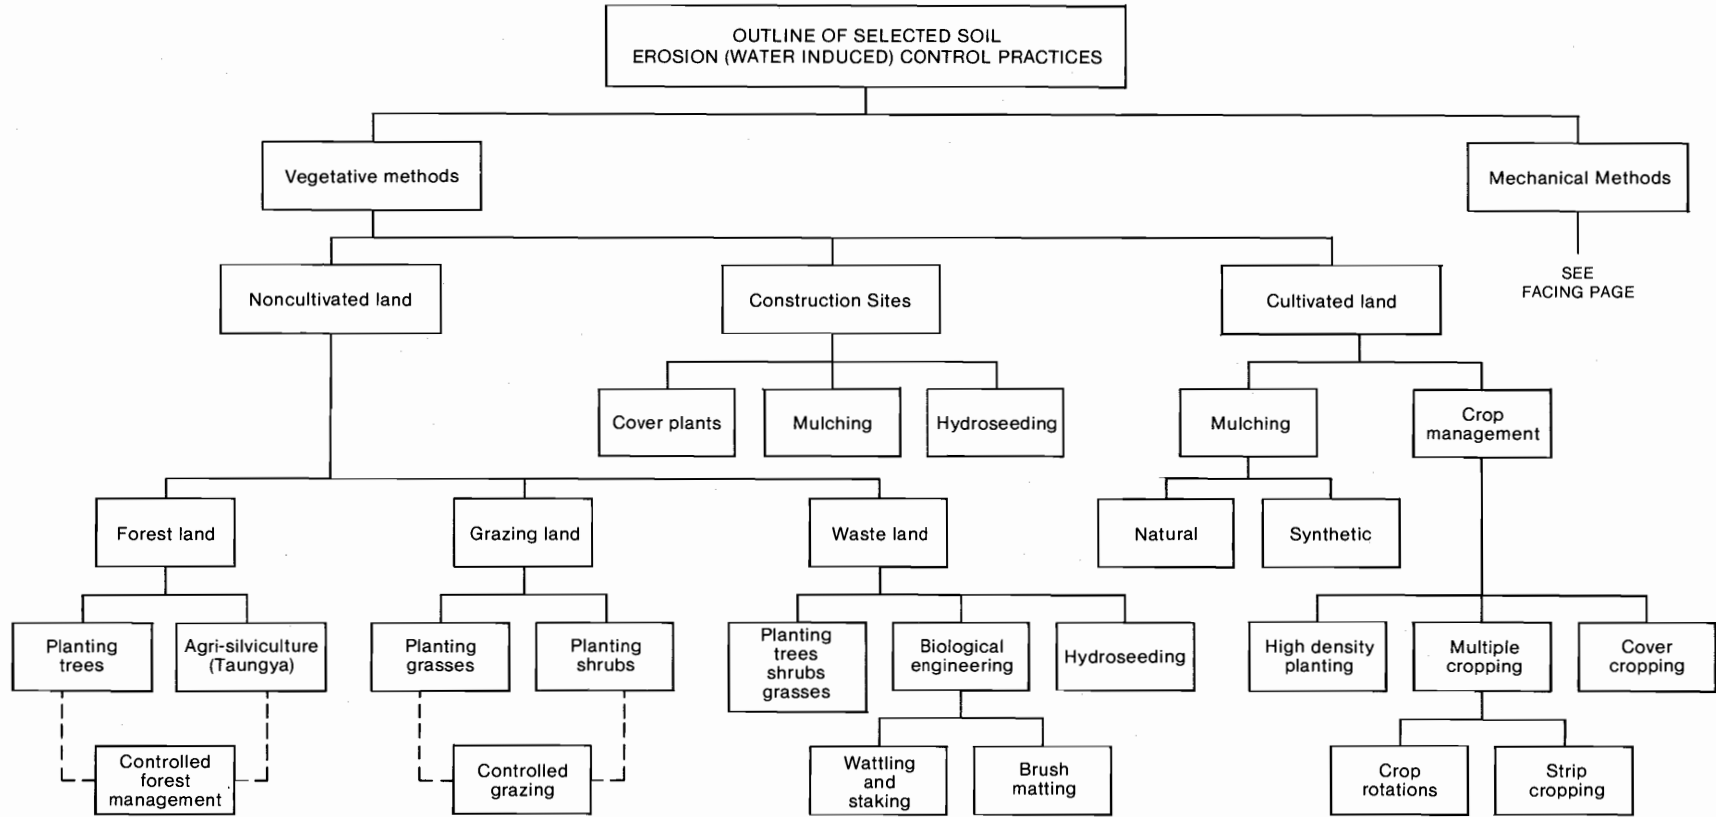 OUTLINE OF SELECTED SOIL
EROSION (WATER INDUCED) CONTROL PRACTICES
Vegetative methods
Mechanical Methods
SEE
FACING PAGE
Noncultivated land
Construction Sites
Cultivated land
Cover plants
Mulching
Hydroseeding
Mulching
Crop
management
Forest land
Grazing land
Waste land
Natural
Synthetic
Planting
trees
Agri-silviculture
(Taungya)
Planting
grasses
Planting
shrubs
Planting
trees
shrubs
grasses
Biological
engineering
Hydroseeding
High density
planting
Multiple
cropping
Cover
cropping
Controlled
forest
management
Controlled
grazing
Wattling
and
staking
Brush
matting
Crop
rotations
Strip
cropping